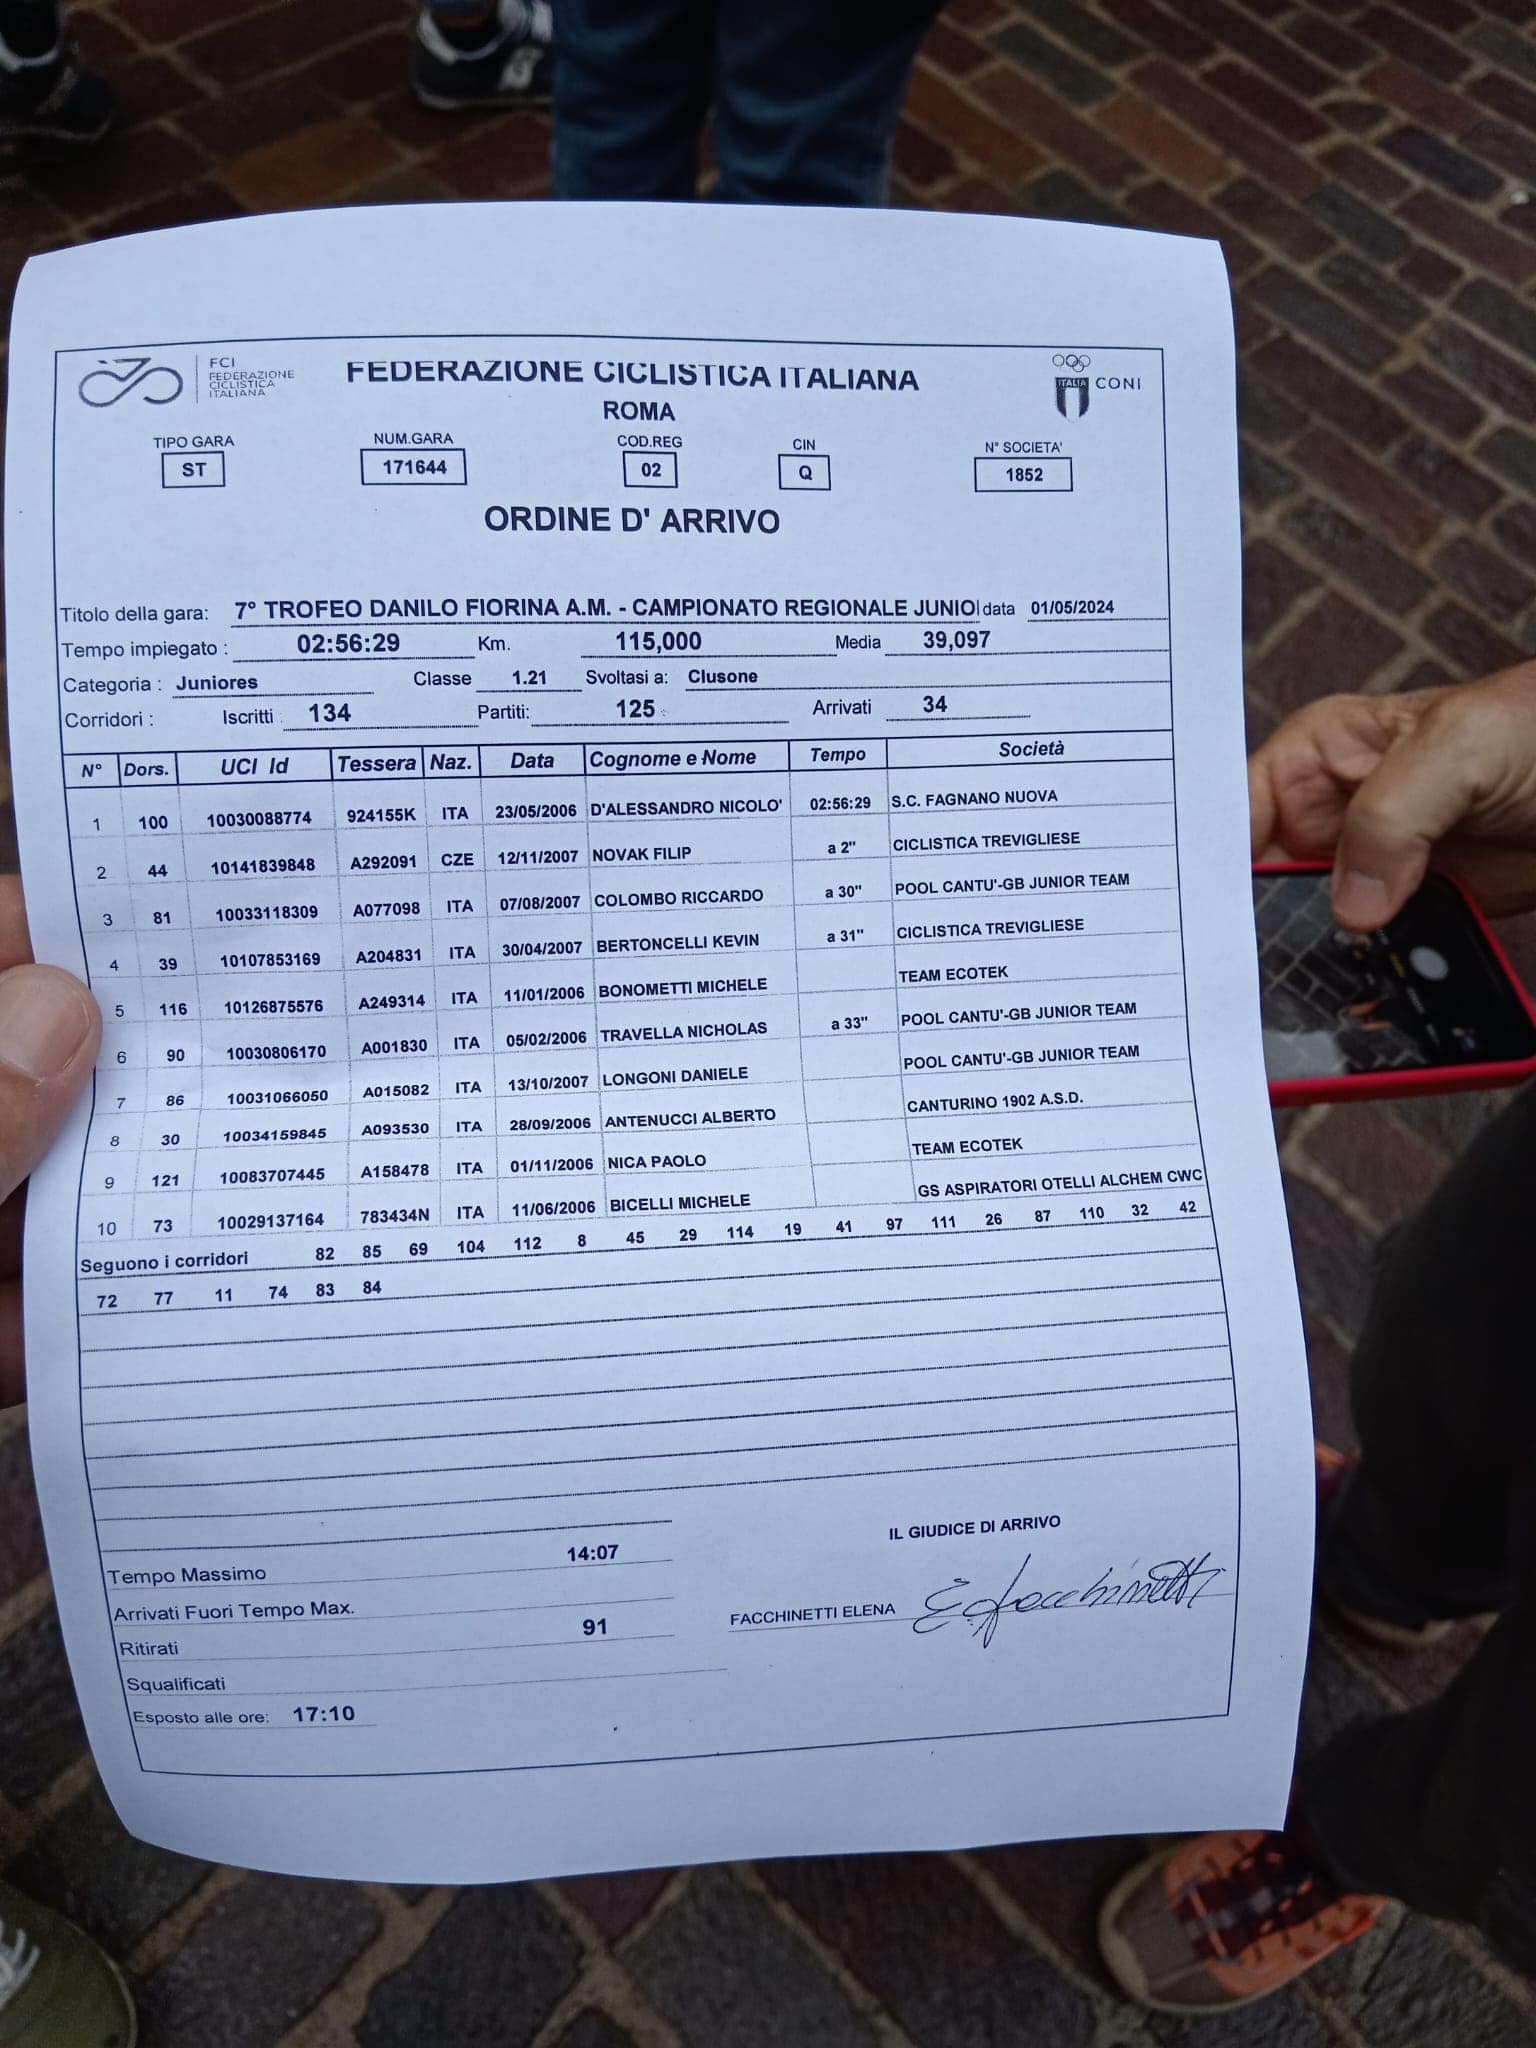 FCI
FEDERAZIONE
CICLISTICA
ITALIANA
FEDERAZIONE CICLISTICA ITALIANA
ROMA
ITALIA CONI
TIPO GARA NUM.GARA COD.REG CIN N° SOCIETA'
ST 171644 02 Q 1852
ORDINE D' ARRIVO
Titolo della gara: 7° TROFEO DANILO FIORINA A.M. - CAMPIONATO REGIONALE JUNIO data 01/05/2024
Tempo impiegato : 02:56:29 Km. 115,000 Media 39,097
Categoria : Juniores Classe 1.21 Svoltasi a: Clusone
Corridori : Iscritti : 134 Partiti: 125 Arrivati 34
N° Dors. UCI Id Tessera Naz. Data Cognome e Nome Tempo Società
1 100 10030088774 924155K ITA 23/05/2006 D'ALESSANDRO NICOLO' 02:56:29 S.C. FAGNANO NUOVA
2 44 10141839848 A292091 CZE 12/11/2007 NOVAK FILIP a 2" CICLISTICA TREVIGLIESE
3 81 10033118309 A077098 ITA 07/08/2007 COLOMBO RICCARDO a 30" POOL CANTU'-GB JUNIOR TEAM
4 39 10107853169 A204831 ITA 30/04/2007 BERTONCELLI KEVIN a 31" CICLISTICA TREVIGLIESE
5 116 10126875576 A249314 ITA 11/01/2006 BONOMETTI MICHELE TEAM ECOTEK
6 90 10030806170 A001830 ITA 05/02/2006 TRAVELLA NICHOLAS a 33" POOL CANTU'-GB JUNIOR TEAM
7 86 10031066050 A015082 ITA 13/10/2007 LONGONI DANIELE POOL CANTU'-GB JUNIOR TEAM
8 30 10034159845 A093530 ITA 28/09/2006 ANTENUCCI ALBERTO CANTURINO 1902 A.S.D.
9 121 10083707445 A158478 ITA 01/11/2006 NICA PAOLO TEAM ECOTEK
10 73 10029137164 783434N ITA 11/06/2006 BICELLI MICHELE GS ASPIRATORI OTELLI ALCHEM CWC
Seguono i corridori 82 85 69 104 112 8 45 29 114 19 41 97 111 26 87 110 32 42
72 77 11 74 83 84
Tempo Massimo 14:07
Arrivati Fuori Tempo Max.
Ritirati 91
Squalificati
Esposto alle ore: 17:10
IL GIUDICE DI ARRIVO
FACCHINETTI ELENA E Facchinetti